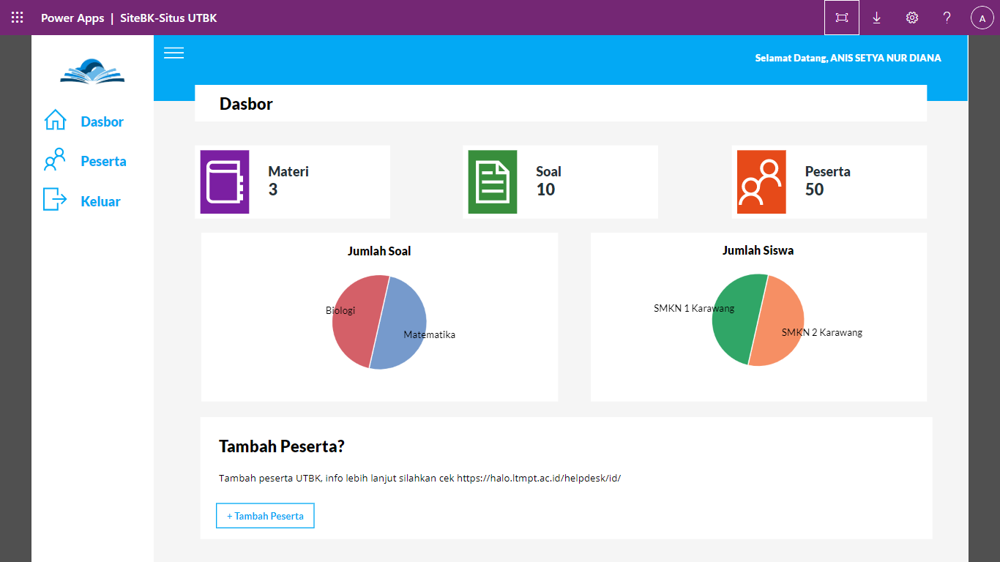 Power Apps | SiteBK-Situs UTBK
?
A
Selamat Datang, ANIS SETYA NUR DIANA
Dasbor
Peserta
Keluar
Dasbor
Materi
3
Soal
10
Peserta
50
Jumlah Soal
Biologi
Matematika
Jumlah Siswa
SMKN 1 Karawang
SMKN 2 Karawang
Tambah Peserta?
Tambah peserta UTBK, info lebih lanjut silahkan cek https://halo.ltmpt.ac.id/helpdesk/id/
+ Tambah Peserta